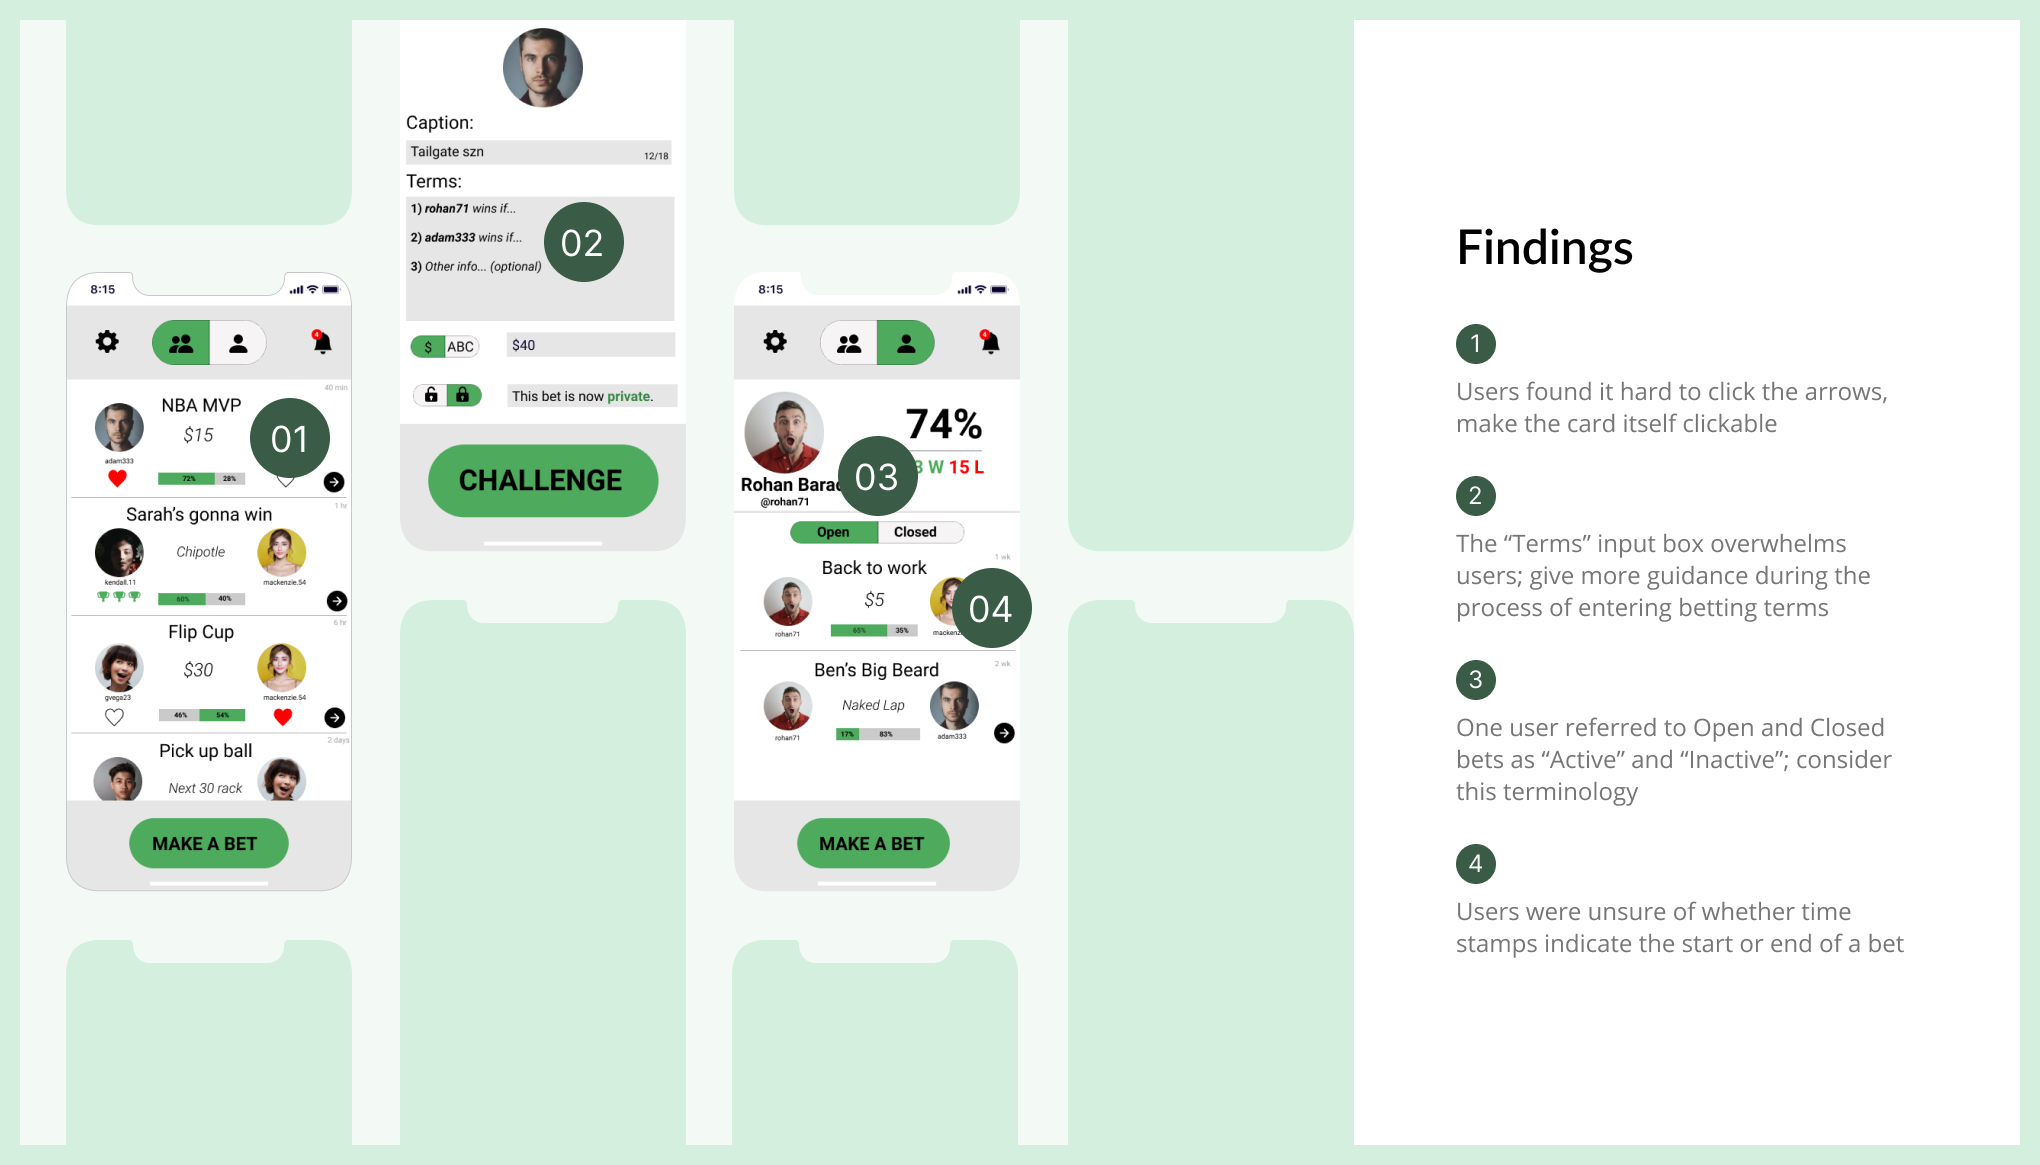 8:15
4
40 min
NBA MVP
$15
01
adam333
72%
28%
1 hr
Sarah's gonna win
Chipotle
kendall.11
mackenzie.54
60%
40%
6 hr
Flip Cup
$30
gvega23
mackenzie.54
46%
54%
2 days
Pick up ball
Next 30 rack
MAKE A BET
Caption:
Tailgate szn
12/18
Terms:
1) rohan71 wins if...
2) adam333 wins if...
3) Other info... (optional)
02
$
ABC
$40
This bet is now private.
CHALLENGE
8:15
4
74%
03
3 W 15 L
Rohan Barad
@rohan71
Open
Closed
1 wk
Back to work
$5
04
rohan71
65%
35%
2 wk
Ben's Big Beard
Naked Lap
rohan71
17%
83%
adam333
MAKE A BET
Findings
1
Users found it hard to click the arrows,
make the card itself clickable
2
The “Terms” input box overwhelms
users; give more guidance during the
process of entering betting terms
3
One user referred to Open and Closed
bets as “Active” and “Inactive”; consider
this terminology
4
Users were unsure of whether time
stamps indicate the start or end of a bet